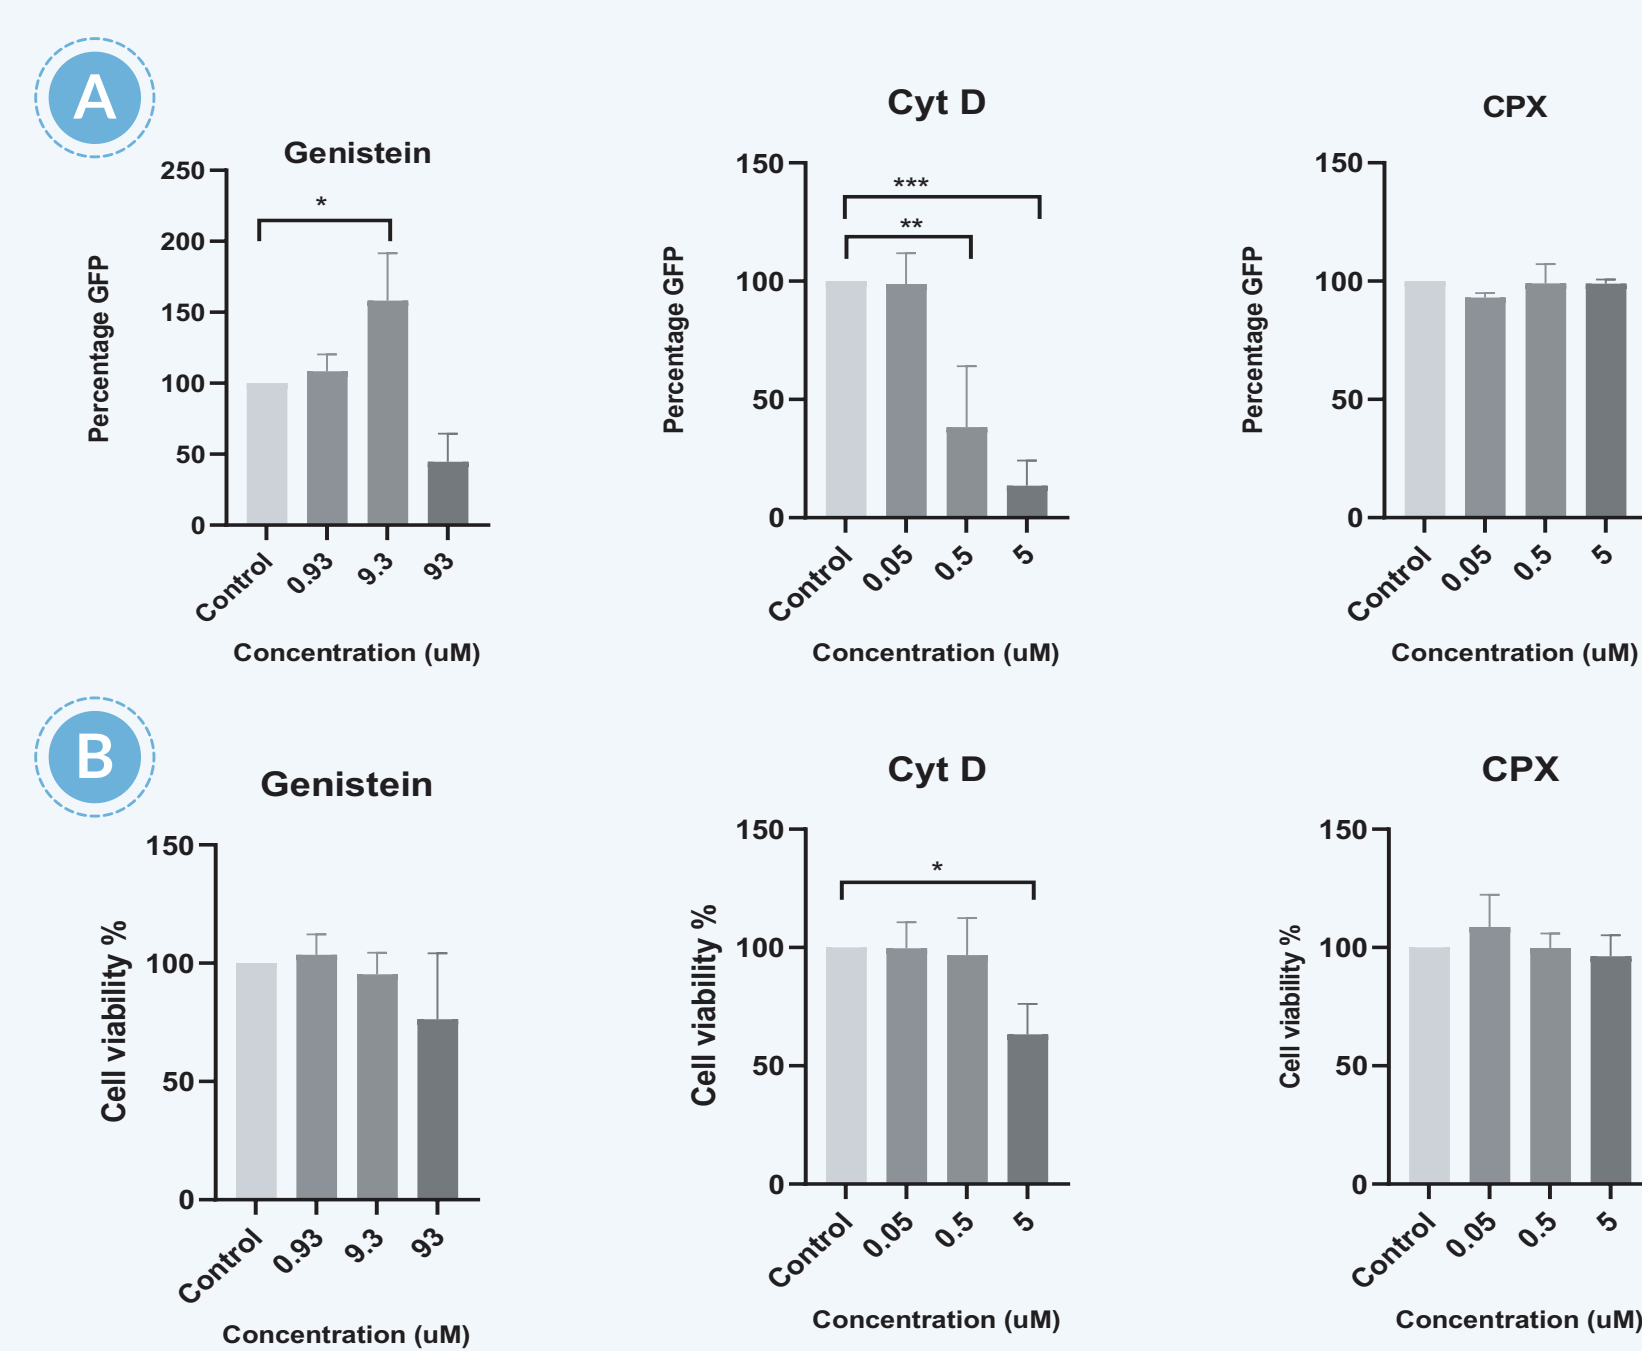 A
Genistein
250
200
150
100
50
0
*
Percentage GFP
Control
0.93
9.3
93
Concentration (uM)
Cyt D
150
100
50
0
***
**
Percentage GFP
Control
0.05
0.5
5
Concentration (uM)
CPX
150
100
50
0
Percentage GFP
Control
0.05
0.5
5
Concentration (uM)
B
Genistein
150
100
50
0
Cell viability %
Control
0.93
9.3
93
Concentration (uM)
Cyt D
150
100
50
0
*
Cell viability %
Control
0.05
0.5
5
Concentration (uM)
CPX
150
100
50
0
Cell viability %
Control
0.05
0.5
5
Concentration (uM)